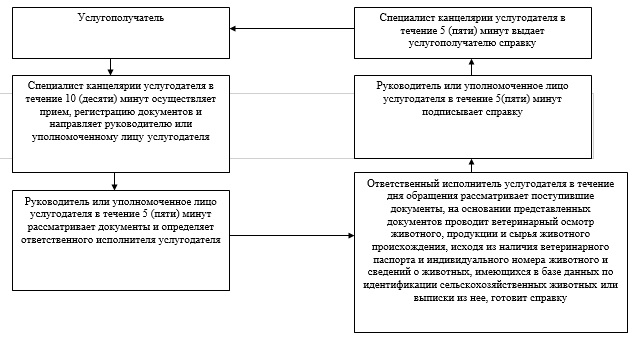 Услугополучатель
Специалист канцелярии услугодателя в
течение 10 (десяти) минут осуществляет
прием, регистрацию документов и
направляет руководителю или
уполномоченному лицу услугодателя
Руководитель или уполномоченное лицо
услугодателя в течение 5 (пяти) минут
рассматривает документы и определяет
ответственного исполнителя услугодателя
Ответственный исполнитель услугодателя в течение
дня обращения рассматривает поступившие
документы, на основании представленных
документов проводит ветеринарный осмотр
животного, продукции и сырья животного
происхождения, исходя из наличия ветеринарного
паспорта и индивидуального номера животного и
сведений о животных, имеющихся в базе данных по
идентификации сельскохозяйственных животных или
выписки из нее, готовит справку
Руководитель или уполномоченное лицо
услугодателя в течение 5(пяти) минут
подписывает справку
Специалист канцелярии услугодателя в
течение 5 (пяти) минут выдает
услугополучателю справку